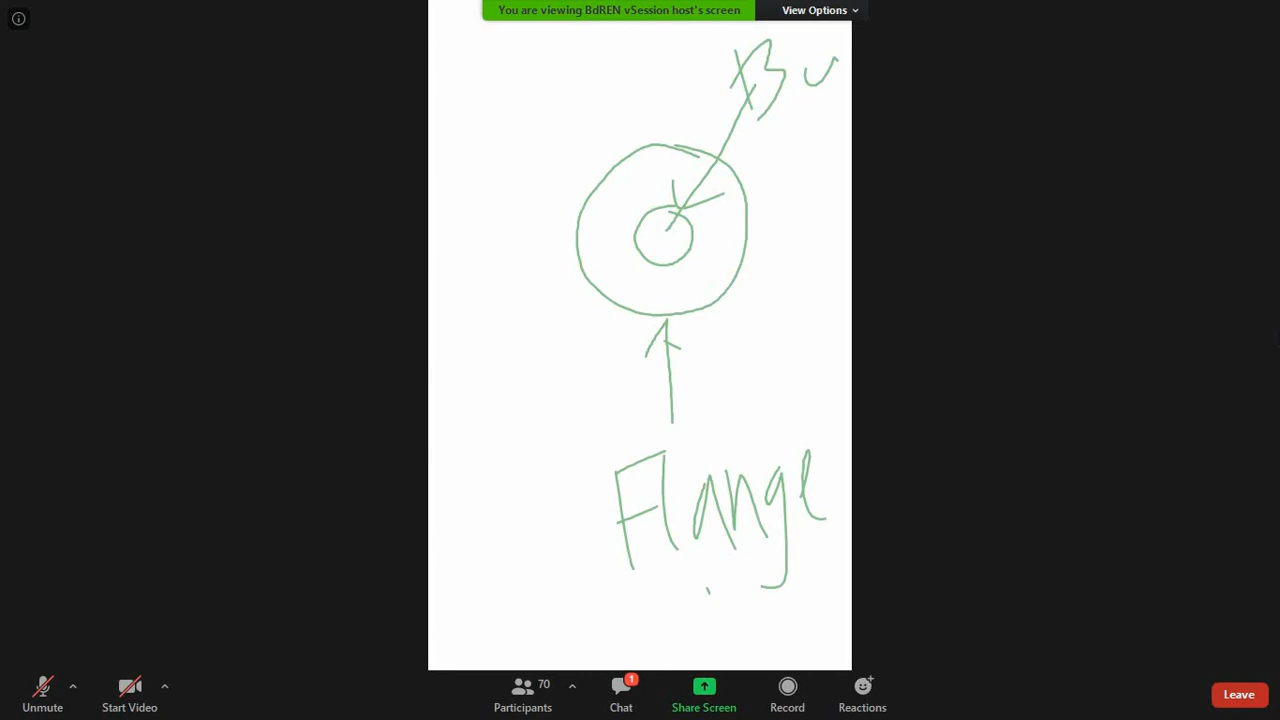 You are viewing BdREN vSession host's screen
View Options
Bu
Flange
Unmute
Start Video
70
Participants
1
Chat
Share Screen
Record
Reactions
Leave